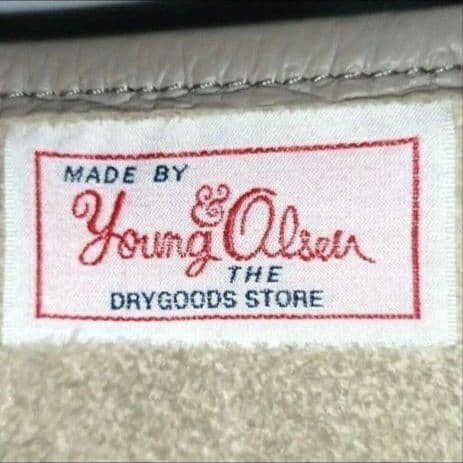 MADE BY
Young & Olsen
THE
DRYGOODS STORE